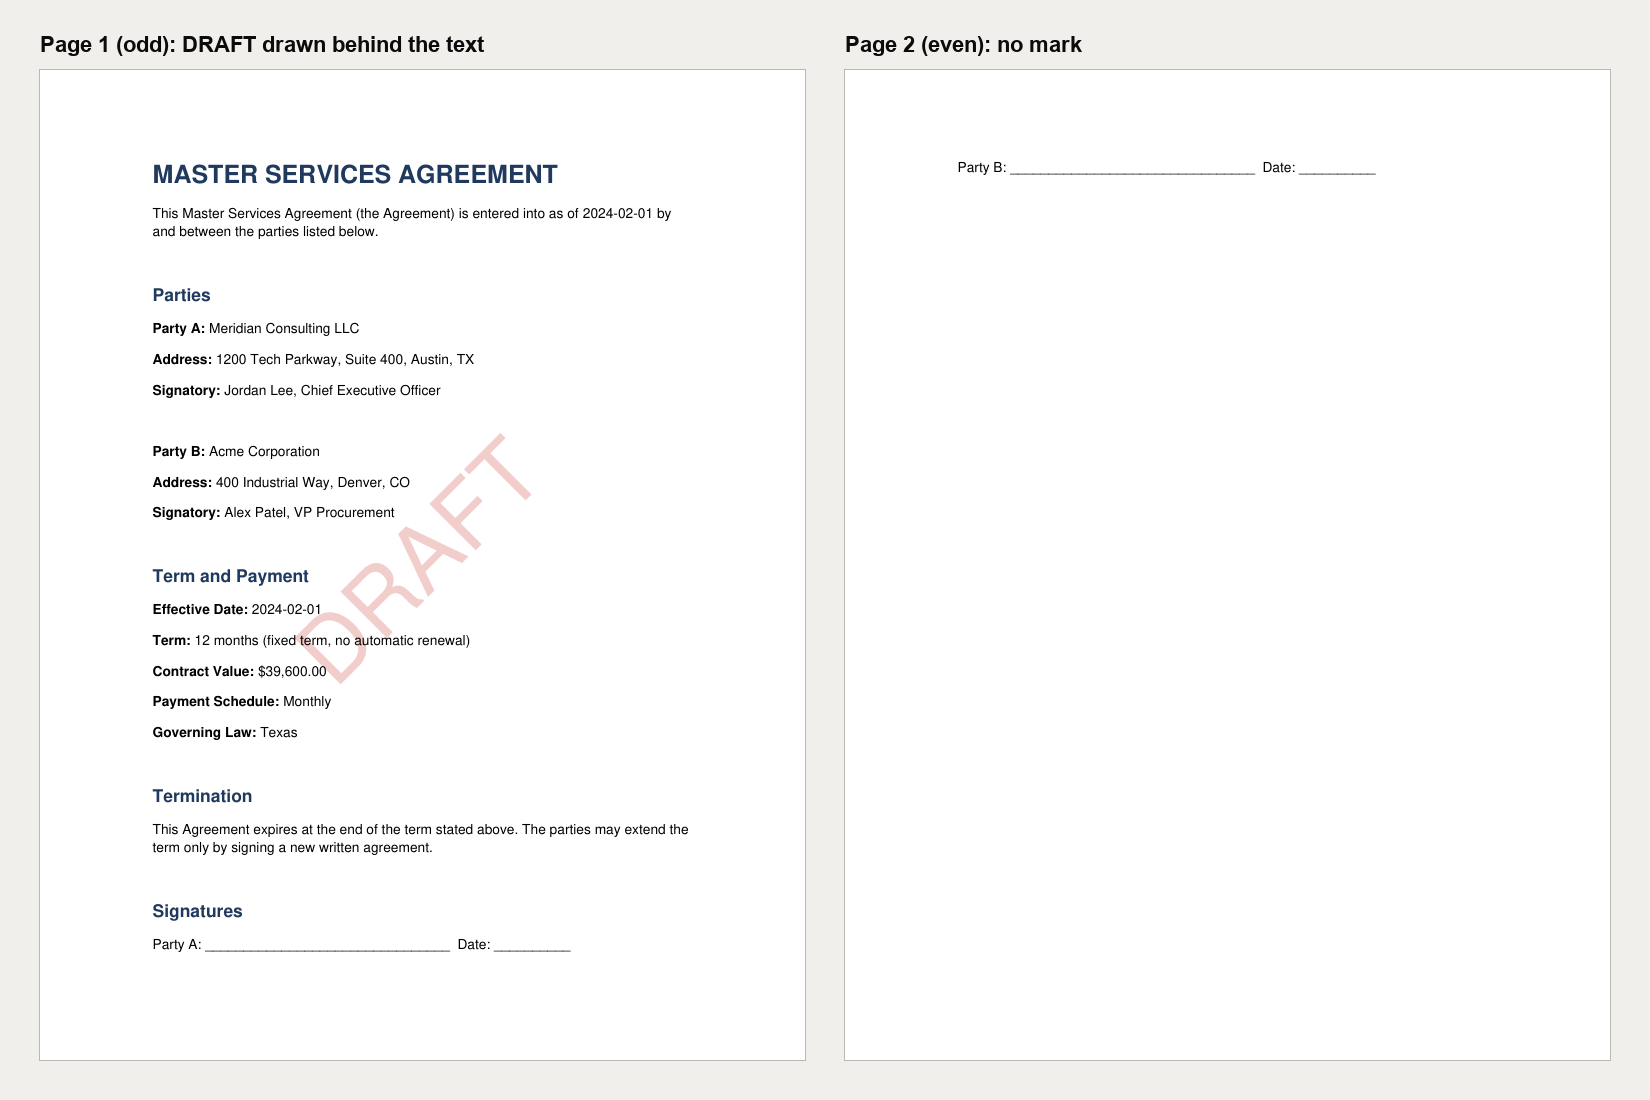 Page 1 (odd): DRAFT drawn behind the text
MASTER SERVICES AGREEMENT
This Master Services Agreement (the Agreement) is entered into as of 2024-02-01 by
and between the parties listed below.
Parties
Party A: Meridian Consulting LLC
Address: 1200 Tech Parkway, Suite 400, Austin, TX
Signatory: Jordan Lee, Chief Executive Officer
Party B: Acme Corporation
Address: 400 Industrial Way, Denver, CO
Signatory: Alex Patel, VP Procurement
DRAFT
Term and Payment
Effective Date: 2024-02-01
Term: 12 months (fixed term, no automatic renewal)
Contract Value: $39,600.00
Payment Schedule: Monthly
Governing Law: Texas
Termination
This Agreement expires at the end of the term stated above. The parties may extend the
term only by signing a new written agreement.
Signatures
Party A: ________________________________ Date: __________
Page 2 (even): no mark
Party B: ________________________________ Date: __________